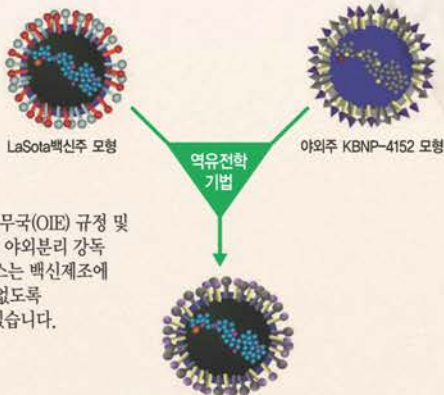 LaSota백신주 모형
야외주 KBNP-4152 모형
역유전학
기법
무국(OIE) 규정 및
야외분리 강독
스는 백신제조에
없도록
있습니다.